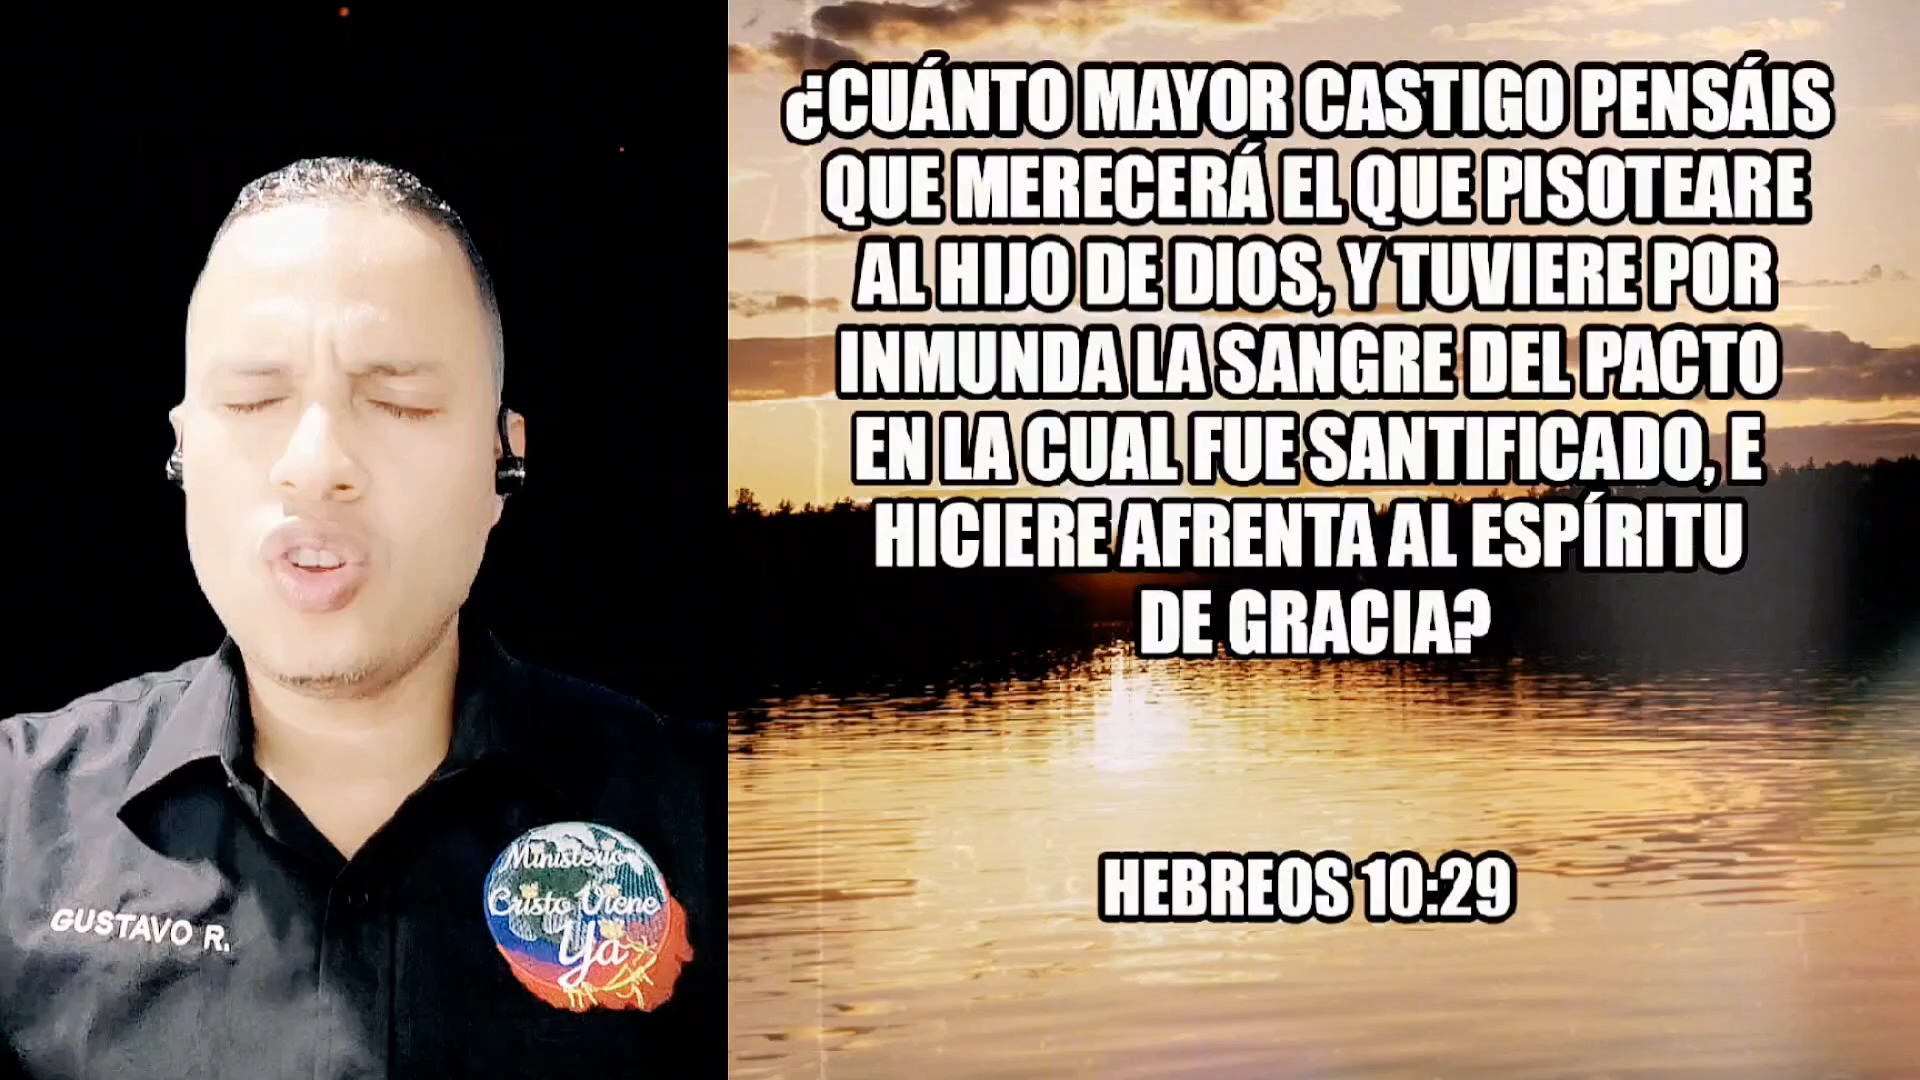 ¿CUÁNTO MAYOR CASTIGO PENSÁIS
QUE MERECERÁ EL QUE PISOTEARE
AL HIJO DE DIOS, Y TUVIERE POR
INMUNDA LA SANGRE DEL PACTO
EN LA CUAL FUE SANTIFICADO, E
HICIERE AFRENTA AL ESPÍRITU
DE GRACIA?
HEBREOS 10:29
GUSTAVO R.
Ministerio
Cristo Viene
Ya